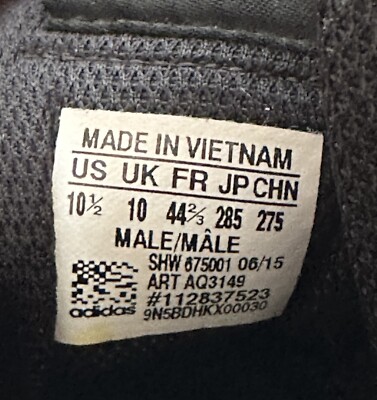 MADE IN VIETNAM
US UK FR JP CHN
10½ 10 44⅔ 285 275
MALE/MÂLE
SHW 675001 06/15
ART AQ3149
#112837523
adidas 9N5BDHKX00030